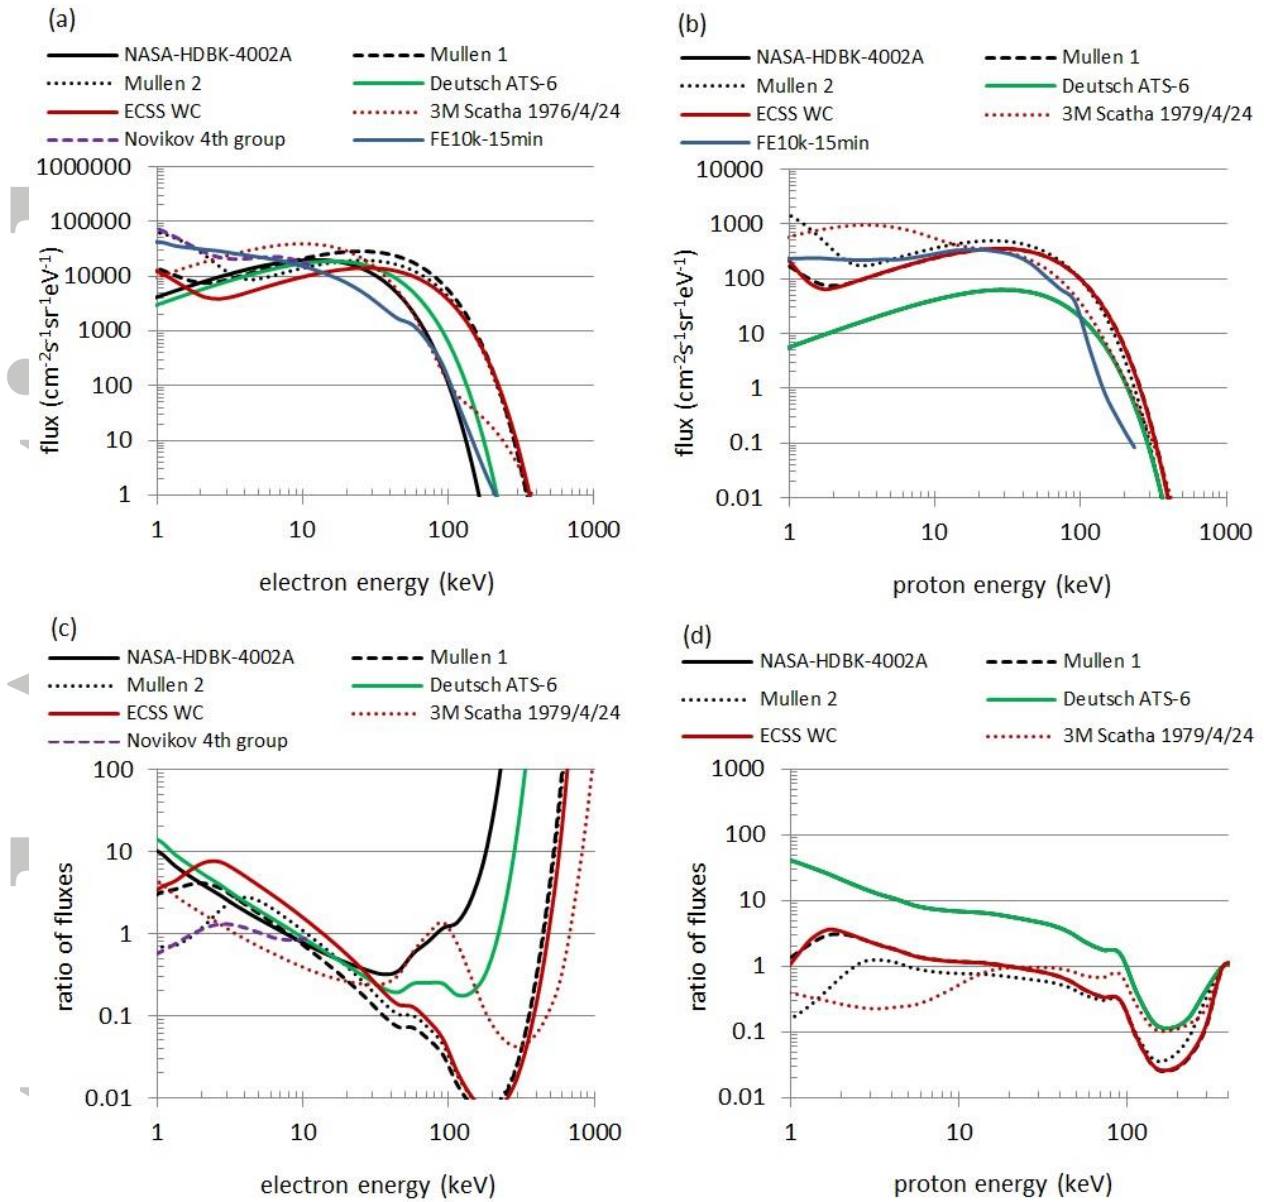 (a)
NASA-HDBK-4002A
Mullen 1
Mullen 2
Deutsch ATS-6
ECSS WC
3M Scatha 1976/4/24
Novikov 4th group
FE10k-15min
1000000
100000
10000
1000
100
10
1
flux (cm⁻²s⁻¹sr⁻¹eV⁻¹)
1 10 100 1000
electron energy (keV)
(b)
NASA-HDBK-4002A
Mullen 1
Mullen 2
Deutsch ATS-6
ECSS WC
3M Scatha 1979/4/24
FE10k-15min
10000
1000
100
10
1
0.1
0.01
flux (cm⁻²s⁻¹sr⁻¹eV⁻¹)
1 10 100 1000
proton energy (keV)
(c)
NASA-HDBK-4002A
Mullen 1
Mullen 2
Deutsch ATS-6
ECSS WC
3M Scatha 1979/4/24
Novikov 4th group
100
10
1
0.1
0.01
ratio of fluxes
1 10 100 1000
electron energy (keV)
(d)
NASA-HDBK-4002A
Mullen 1
Mullen 2
Deutsch ATS-6
ECSS WC
3M Scatha 1979/4/24
1000
100
10
1
0.1
0.01
ratio of fluxes
1 10 100
proton energy (keV)